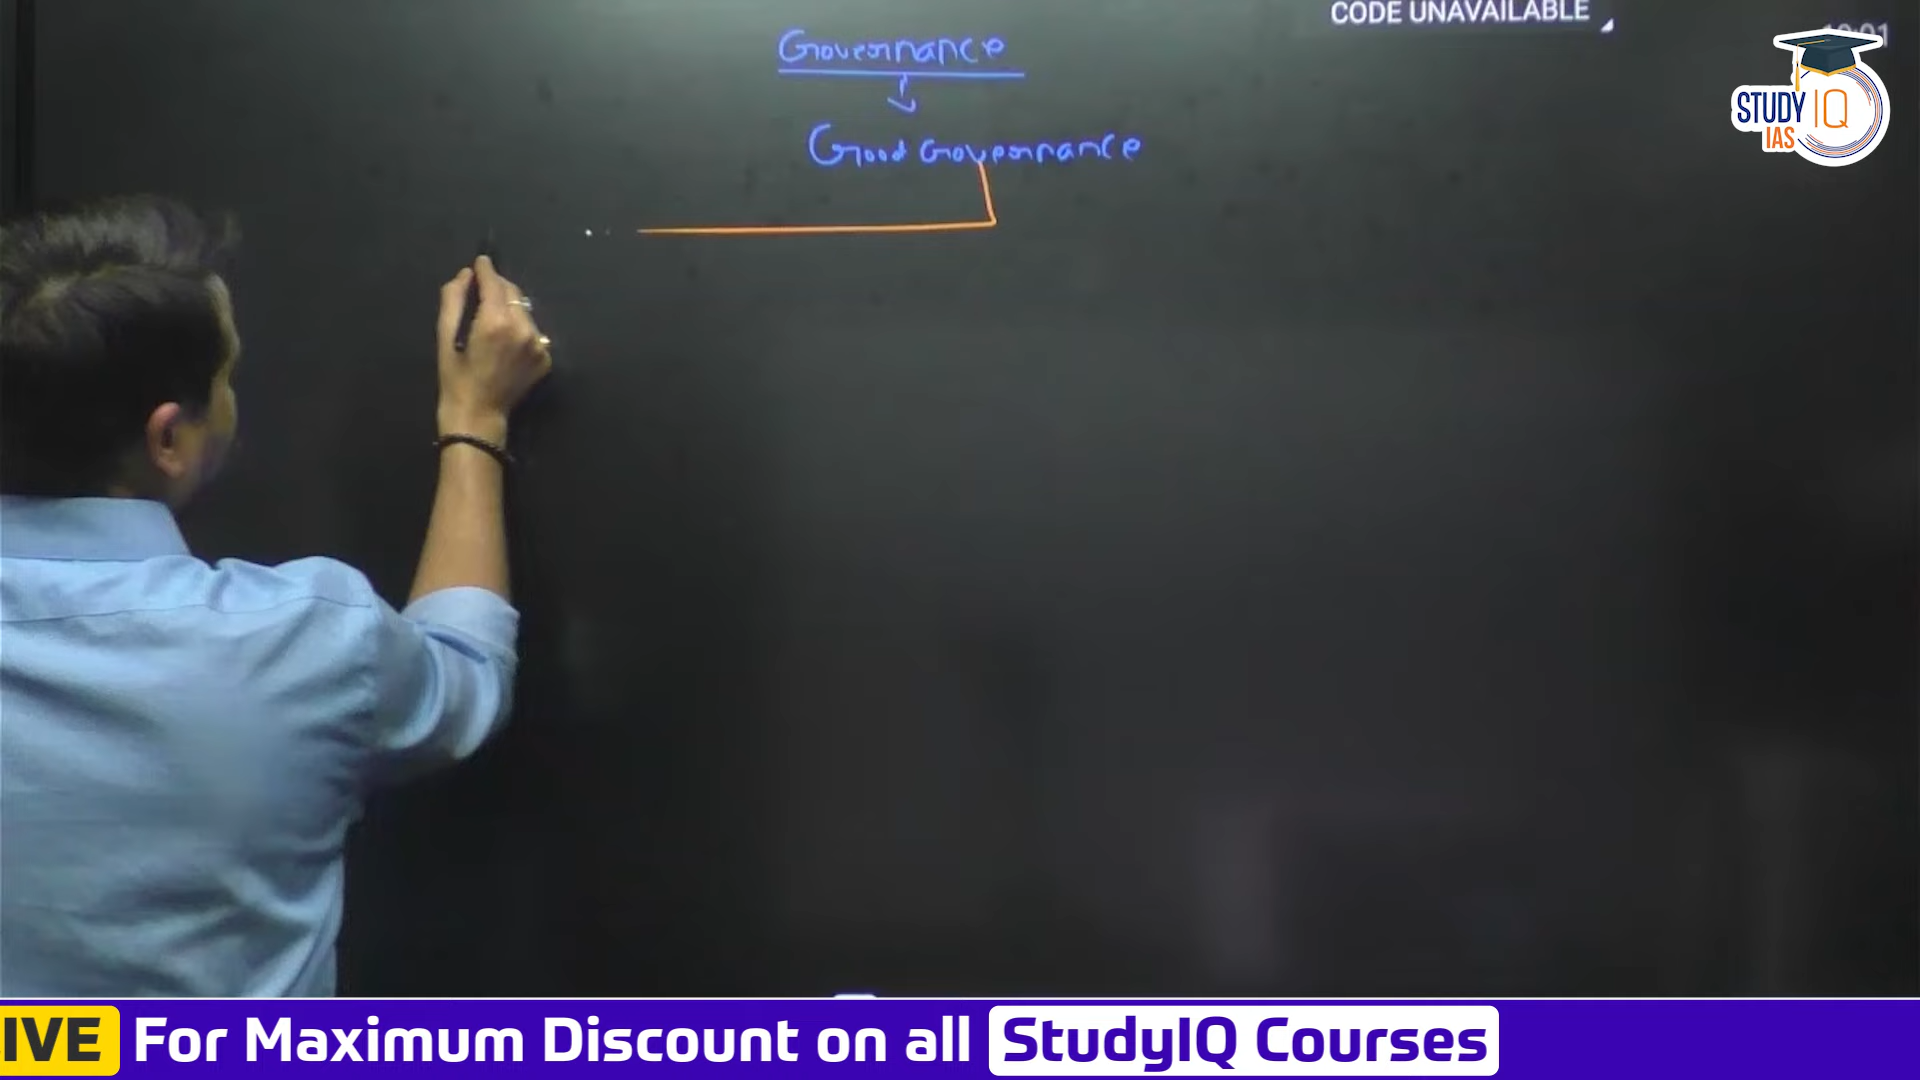 CODE UNAVAILABLE
Governance
Good Governance
STUDY IQ
IAS
IVE For Maximum Discount on all StudyIQ Courses